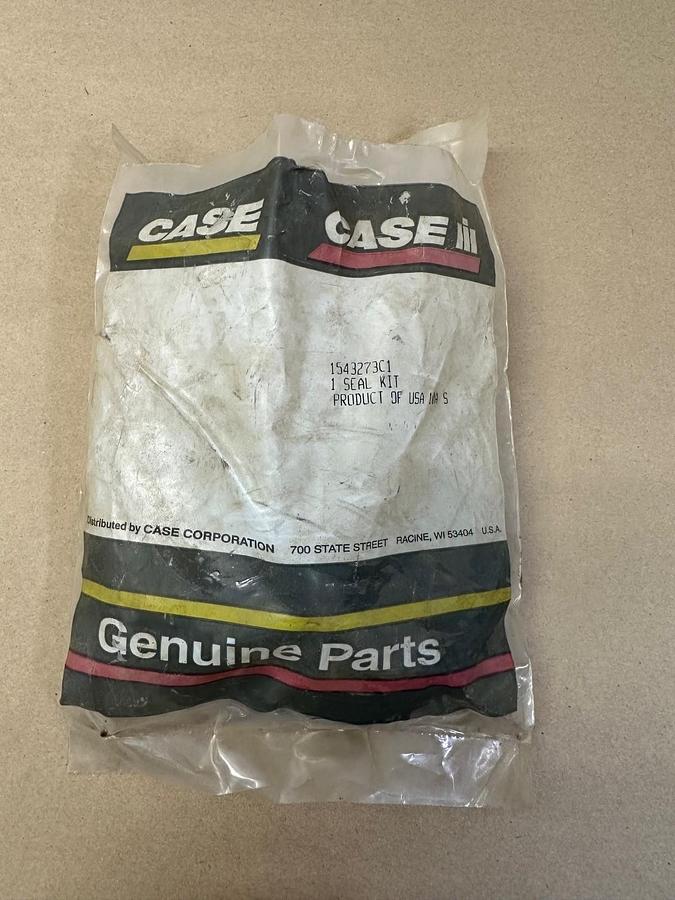 CASE
CASE IH
1543273C1
1 SEAL KIT
PRODUCT OF USA S
Distributed by CASE CORPORATION 700 STATE STREET RACINE, WI 53404 U.S.A.
Genuine Parts